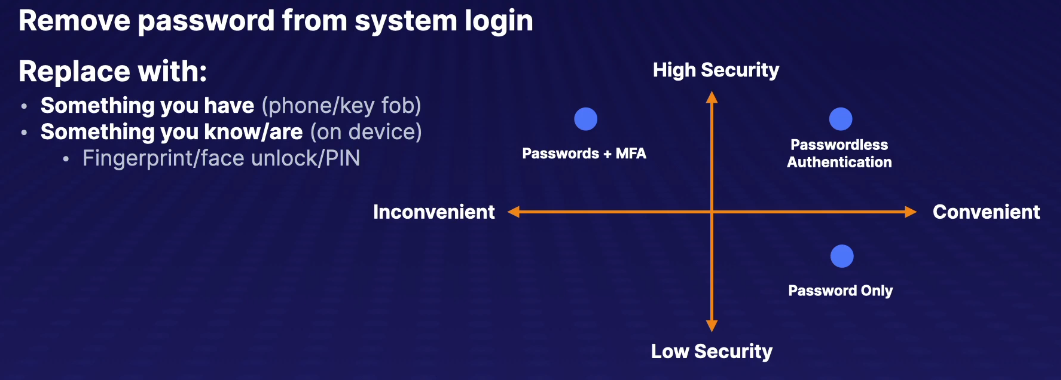 Remove password from system login
Replace with:
• Something you have (phone/key fob)
• Something you know/are (on device)
• Fingerprint/face unlock/PIN
High Security
Passwords + MFA
Passwordless
Authentication
Inconvenient
Convenient
Password Only
Low Security